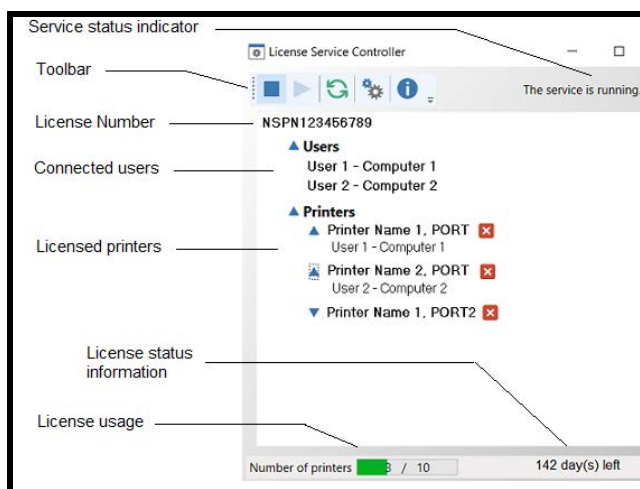 Service status indicator
License Service Controller
Toolbar
The service is running.
License Number
NSPN123456789
Users
Connected users
User 1 - Computer 1
User 2 - Computer 2
Printers
Licensed printers
Printer Name 1, PORT
User 1 - Computer 1
Printer Name 2, PORT
User 2 - Computer 2
Printer Name 1, PORT2
License status
information
License usage
Number of printers 3 / 10
142 day(s) left